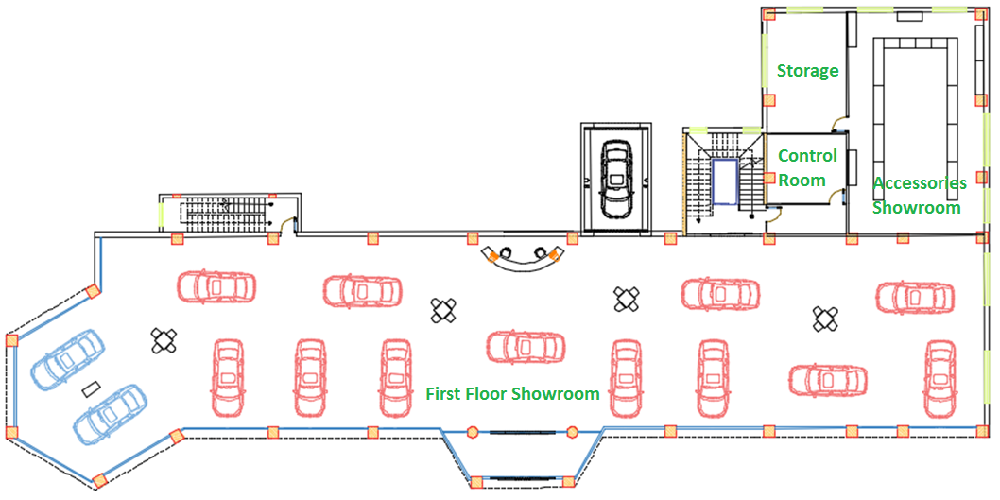 Storage
Control
Room
Accessories
Showroom
First Floor Showroom